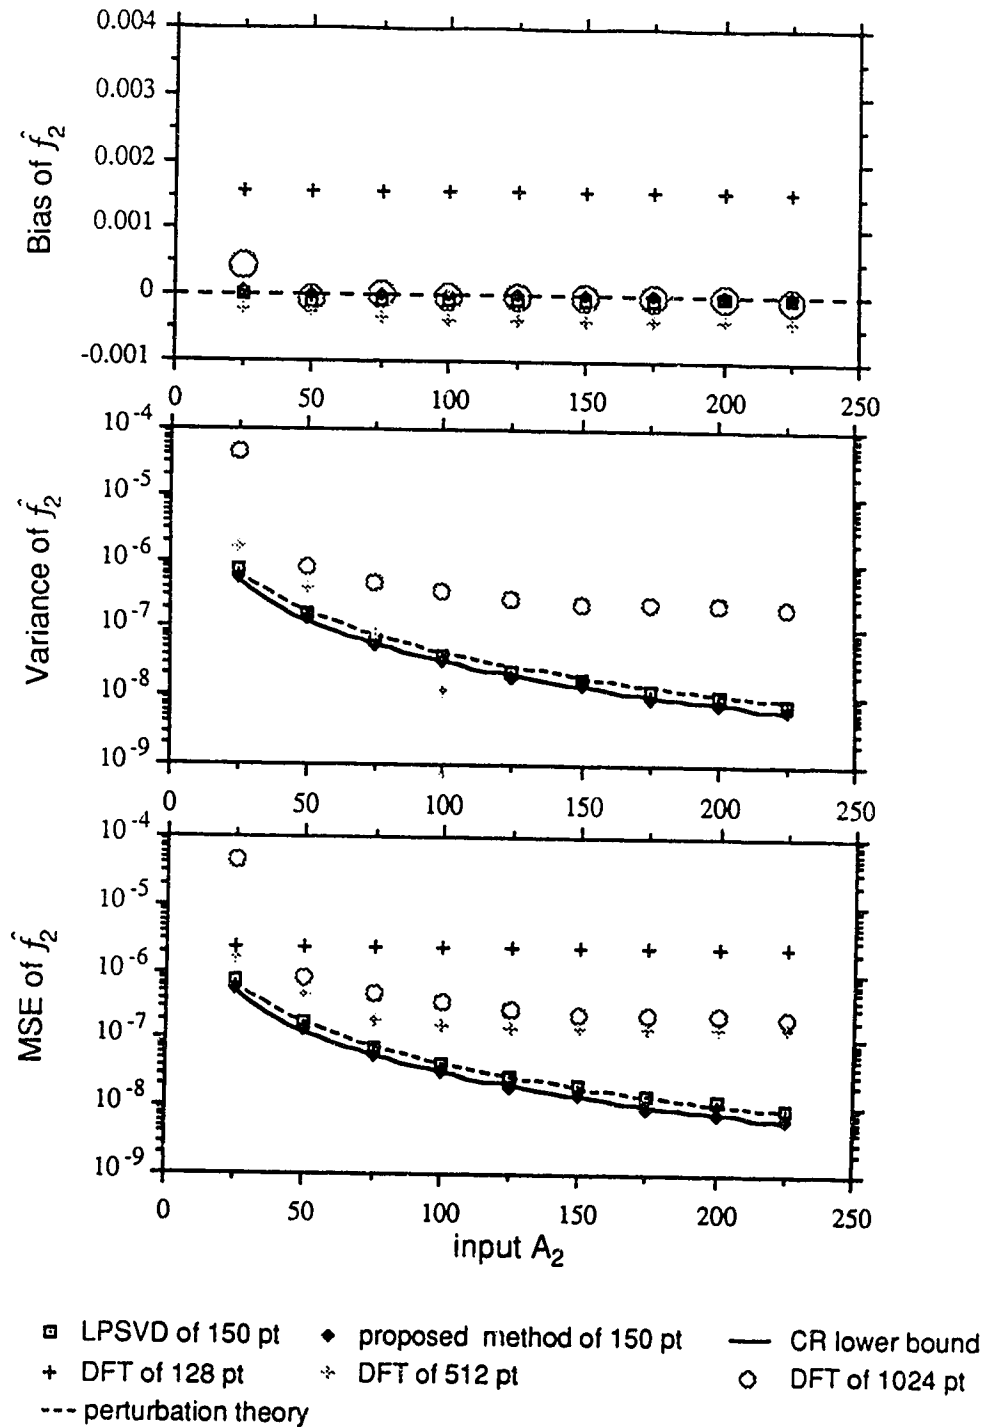 0.004
0.003
0.002
0.001
0
-0.001
Bias of f̂2
0 50 100 150 200 250
10-4
10-5
10-6
10-7
10-8
10-9
Variance of f̂2
0 50 100 150 200 250
10-4
10-5
10-6
10-7
10-8
10-9
MSE of f̂2
0 50 100 150 200 250
input A2
LPSVD of 150 pt
proposed method of 150 pt
CR lower bound
DFT of 128 pt
DFT of 512 pt
DFT of 1024 pt
perturbation theory